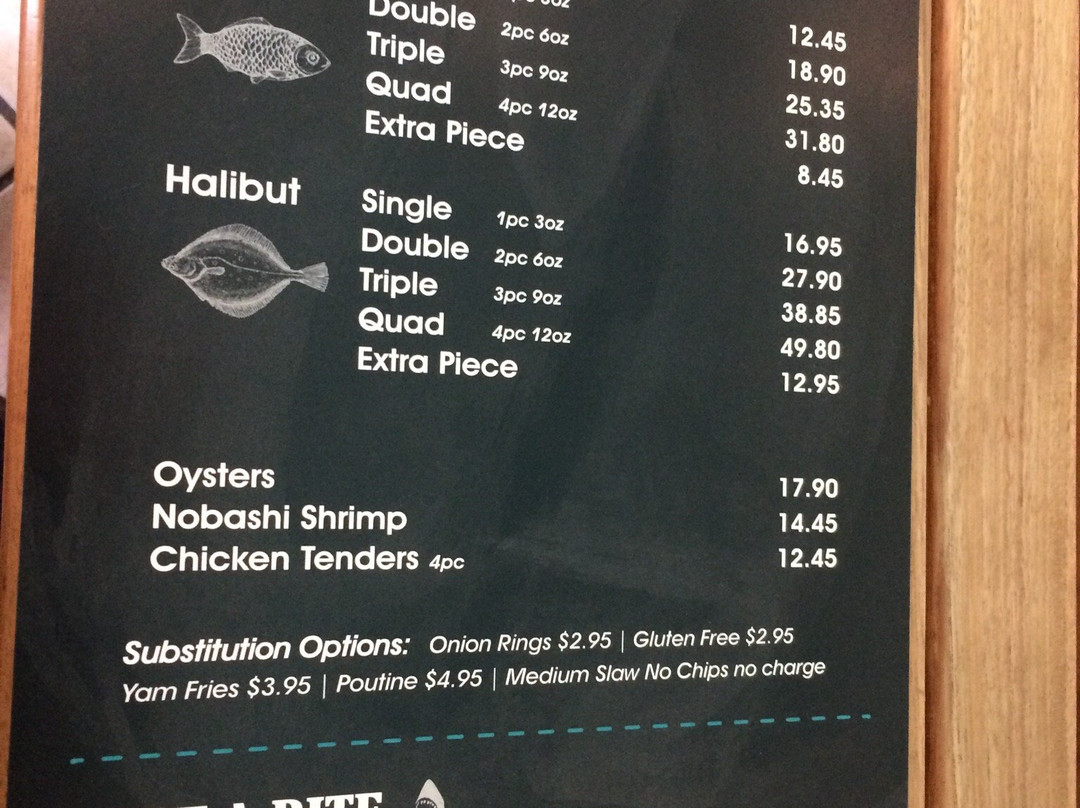 Double 2pc 6oz 12.45
Triple 3pc 9oz 18.90
Quad 4pc 12oz 25.35
Extra Piece 31.80
8.45
Halibut
Single 1pc 3oz 16.95
Double 2pc 6oz 27.90
Triple 3pc 9oz 38.85
Quad 4pc 12oz 49.80
Extra Piece 12.95
Oysters 17.90
Nobashi Shrimp 14.45
Chicken Tenders 4pc 12.45
Substitution Options: Onion Rings $2.95 | Gluten Free $2.95
Yam Fries $3.95 | Poutine $4.95 | Medium Slaw No Chips no charge
BITE